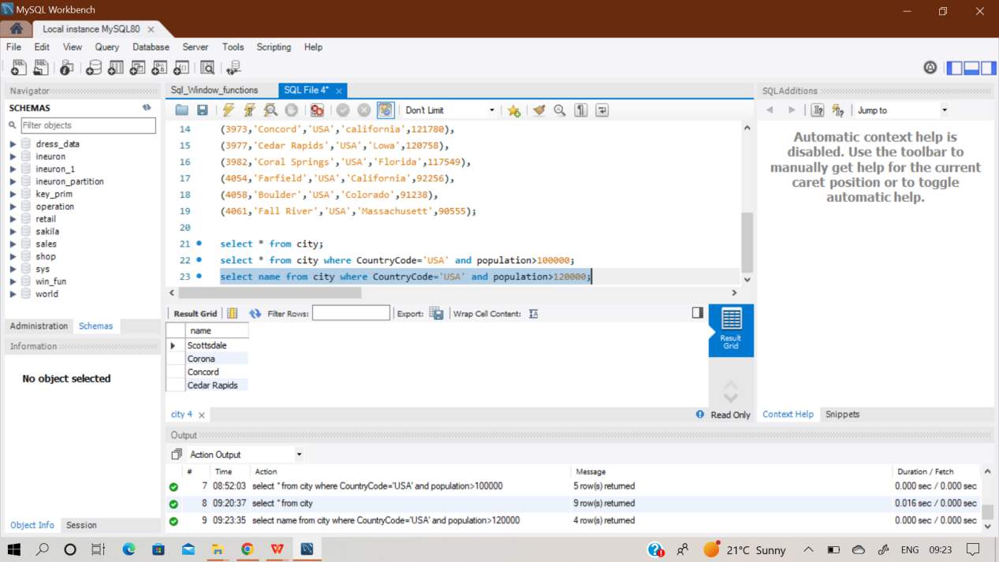 MySQL Workbench
Local instance MySQL80
File Edit View Query Database Server Tools Scripting Help
Navigator
SCHEMAS
Filter objects
dress_data
ineuron
ineuron_1
ineuron_partition
key_prim
operation
retail
sakila
sales
shop
sys
win_fun
world
Administration Schemas
Information
No object selected
Object Info Session
Sql_Window_functions SQL File 4*
Don't Limit
14 (3973,'Concord','USA','california',121780),
15 (3977,'Cedar Rapids','USA','Lowa',120758),
16 (3982,'Coral Springs','USA','Florida',117549),
17 (4054,'Farfield','USA','California',92256),
18 (4058,'Boulder','USA','Colorado',91238),
19 (4061,'Fall River','USA','Massachusett',90555);
20
21 select * from city;
22 select * from city where CountryCode='USA' and population>100000;
23 select name from city where CountryCode='USA' and population>120000;
Result Grid Filter Rows: Export: Wrap Cell Content:
name
Scottsdale
Corona
Concord
Cedar Rapids
Result
Grid
city 4 Read Only
SQLAdditions
Jump to
Automatic context help is
disabled. Use the toolbar to
manually get help for the current
caret position or to toggle
automatic help.
Context Help Snippets
Output
Action Output
# Time Action Message Duration / Fetch
7 08:52:03 select * from city where CountryCode='USA' and population>100000 5 row(s) returned 0.000 sec / 0.000 sec
8 09:20:37 select * from city 9 row(s) returned 0.016 sec / 0.000 sec
9 09:23:35 select name from city where CountryCode='USA' and population>120000 4 row(s) returned 0.000 sec / 0.000 sec
21°C Sunny ENG 09:23